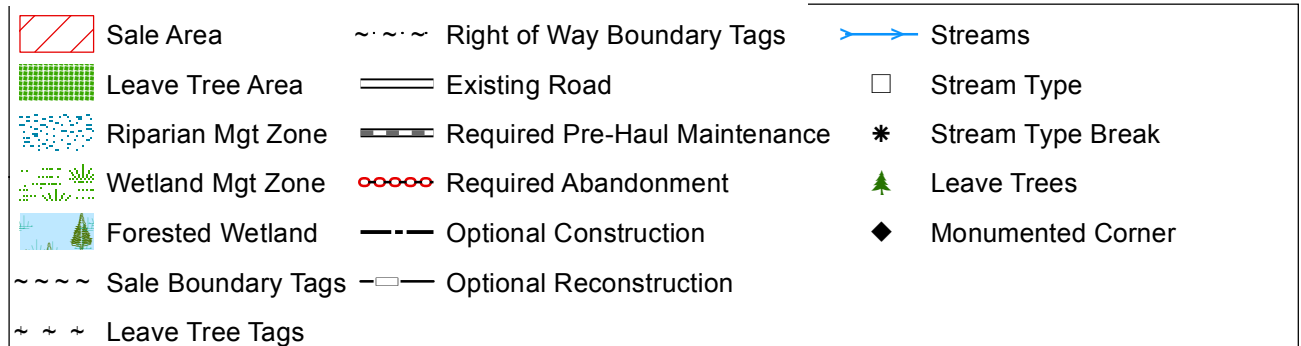 Sale Area
Leave Tree Area
Riparian Mgt Zone
Wetland Mgt Zone
Forested Wetland
Sale Boundary Tags
Leave Tree Tags
Right of Way Boundary Tags
Existing Road
Required Pre-Haul Maintenance
Required Abandonment
Optional Construction
Optional Reconstruction
Streams
Stream Type
Stream Type Break
Leave Trees
Monumented Corner